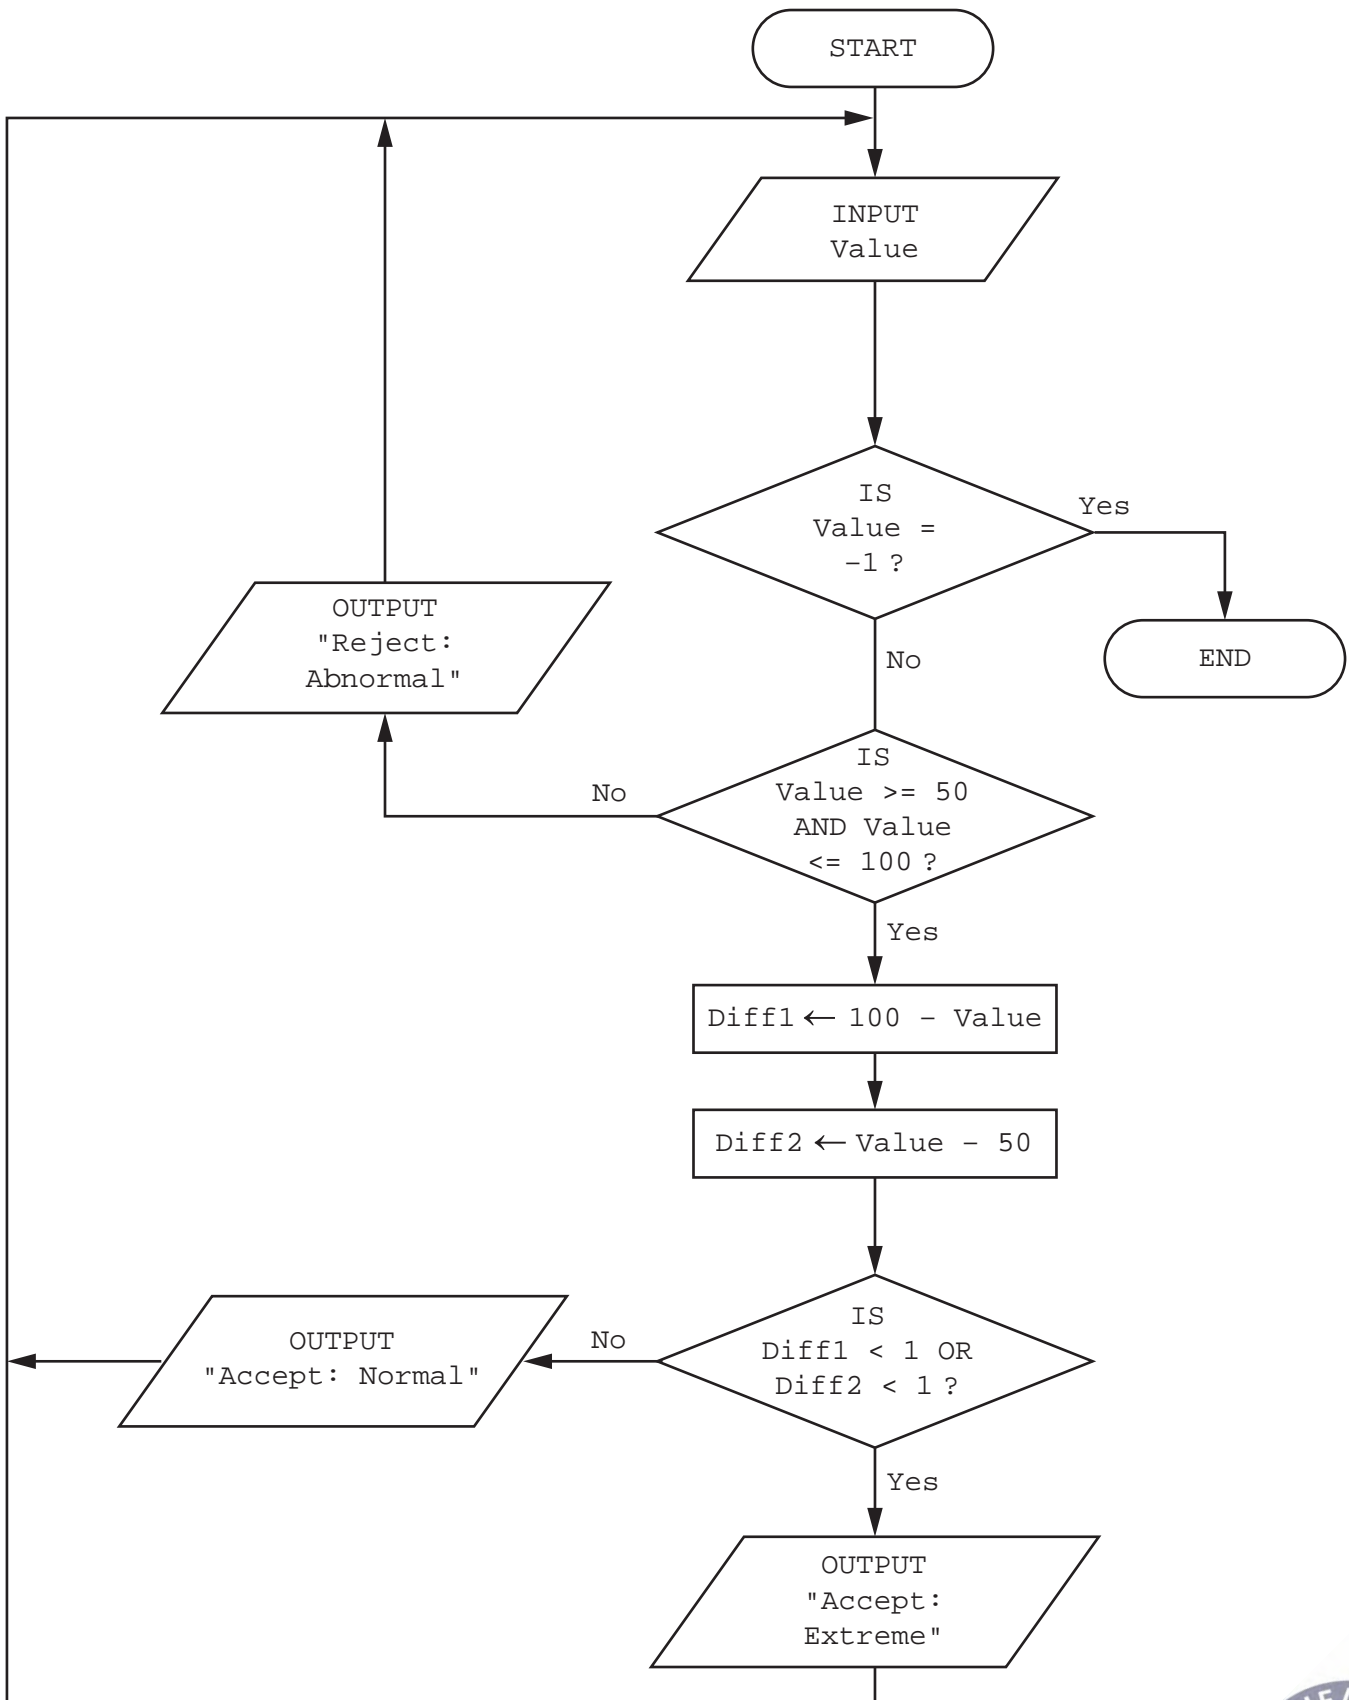 START
INPUT
Value
IS
Value =
–1 ?
Yes
END
No
OUTPUT
"Reject:
Abnormal"
IS
Value >= 50
AND Value
<= 100 ?
No
Yes
Diff1 ← 100 – Value
Diff2 ← Value – 50
IS
Diff1 < 1 OR
Diff2 < 1 ?
No
OUTPUT
"Accept: Normal"
Yes
OUTPUT
"Accept:
Extreme"